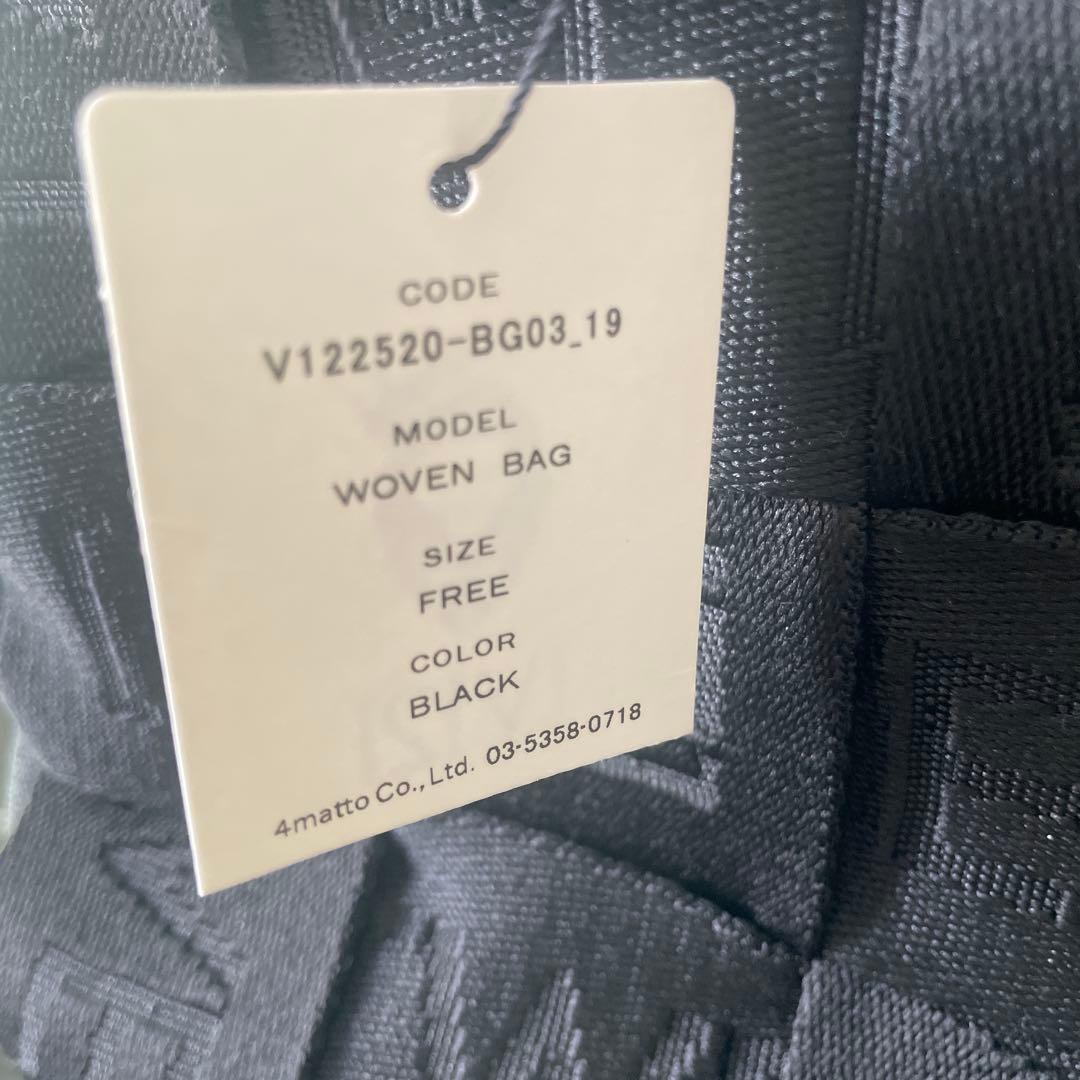 CODE
V122520-BG03_19
MODEL
WOVEN BAG
SIZE
FREE
COLOR
BLACK
4matto Co., Ltd. 03-5358-0718